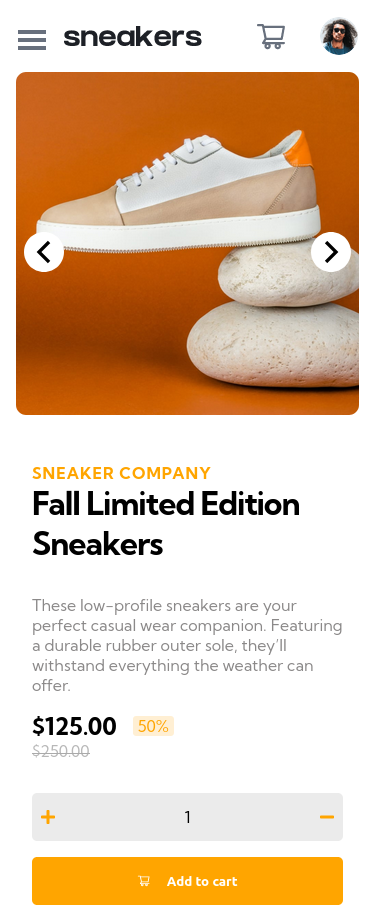 sneakers
SNEAKER COMPANY
Fall Limited Edition
Sneakers
These low-profile sneakers are your
perfect casual wear companion. Featuring
a durable rubber outer sole, they’ll
withstand everything the weather can
offer.
$125.00 50%
$250.00
+ 1 −
Add to cart